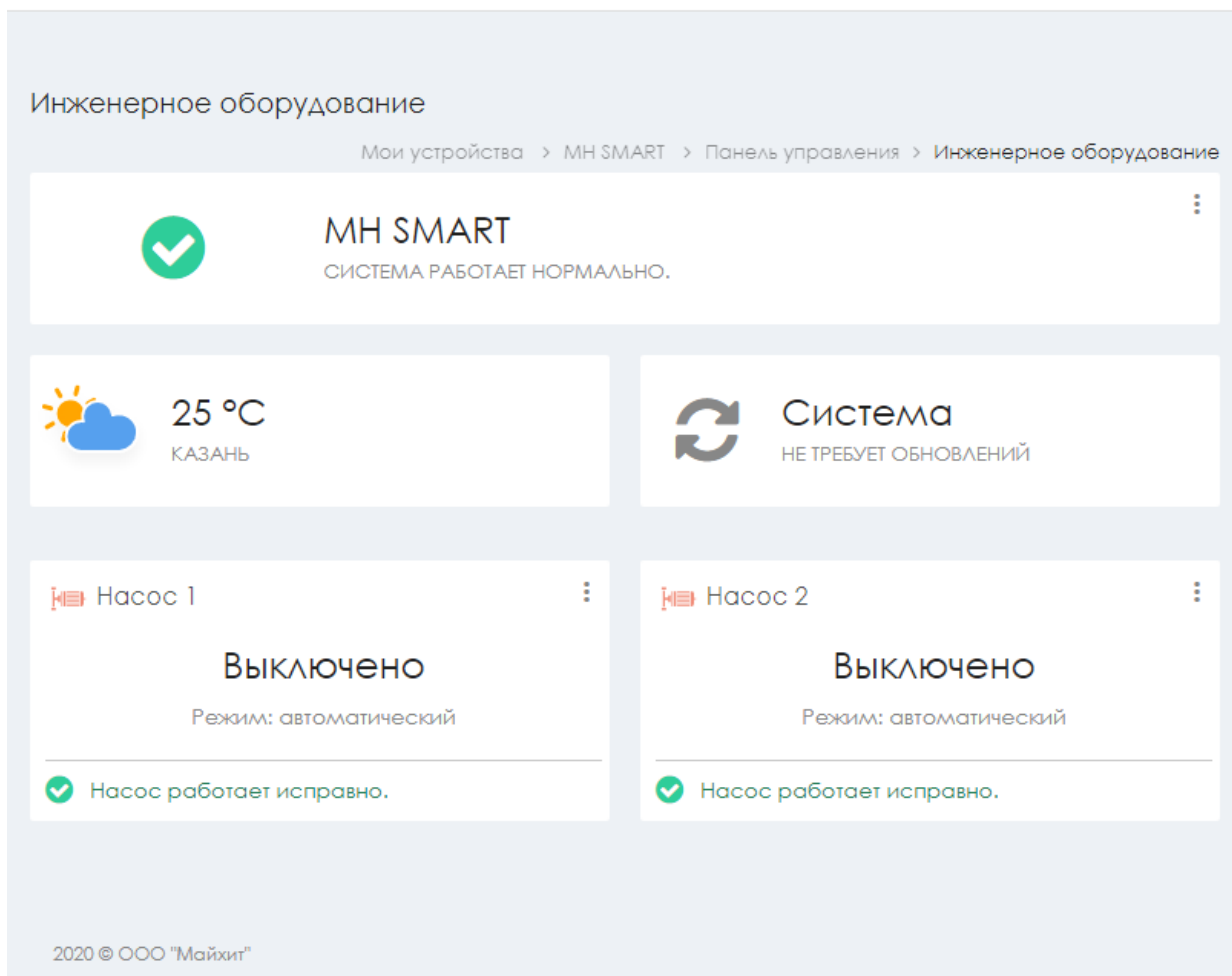 Инженерное оборудование
Мои устройства > MH SMART > Панель управления > Инженерное оборудование
MH SMART
СИСТЕМА РАБОТАЕТ НОРМАЛЬНО.
25 °C
КАЗАНЬ
Система
НЕ ТРЕБУЕТ ОБНОВЛЕНИЙ
Насос 1
Выключено
Режим: автоматический
Насос работает исправно.
Насос 2
Выключено
Режим: автоматический
Насос работает исправно.
2020 © ООО "Майхит"